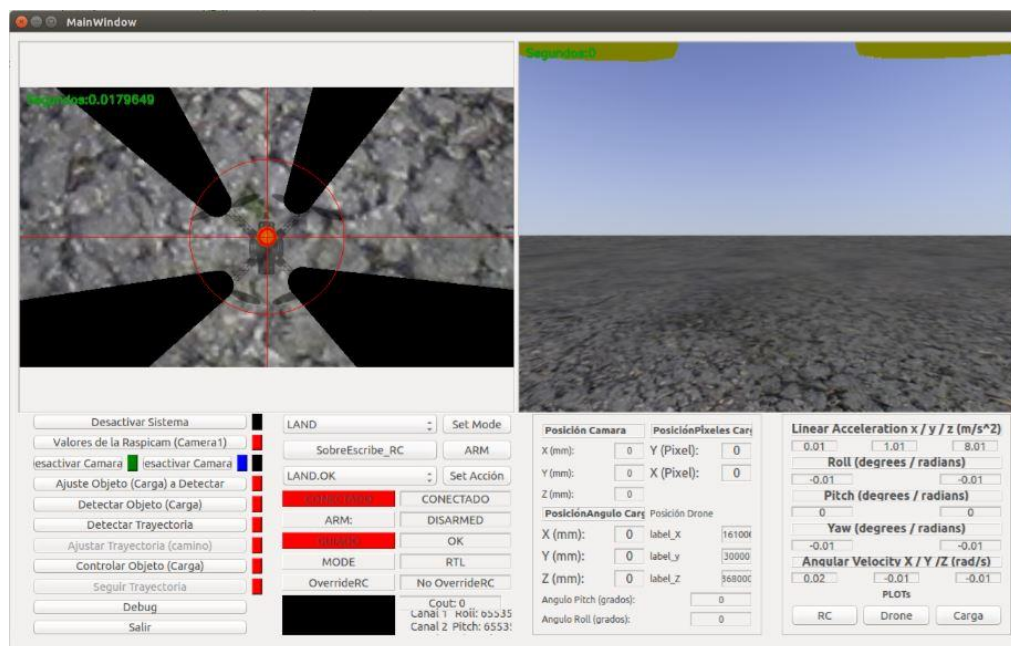 MainWindow
Segundos:0.0179649
Segundos:0
Desactivar Sistema
Valores de la Raspicam (Camera1)
esactivar Camara esactivar Camara
Ajuste Objeto (Carga) a Detectar
Detectar Objeto (Carga)
Detectar Trayectoria
Ajustar Trayectoria (camino)
Controlar Objeto (Carga)
Seguir Trayectoria
Debug
Salir
LAND Set Mode
SobreEscribe_RC ARM
LAND.OK Set Acción
CONECTADO CONECTADO
ARM: DISARMED
OK
MODE RTL
OverrideRC No OverrideRC
Cout: 0
Canal 1 Roll: 65535
Canal 2 Pitch: 6553:
Posición Camara PosiciónPíxeles Carg
X (mm): 0 Y (Pixel): 0
Y (mm): 0 X (Pixel): 0
Z (mm): 0
PosiciónAngulo Carg Posición Drone
X (mm): 0 label_X 16100
Y (mm): 0 label_y 30000
Z (mm): 0 label_Z 368000
Angulo Pitch (grados): 0
Angulo Roll (grados): 0
Linear Acceleration x / y / z (m/s^2)
0.01 1.01 8.01
Roll (degrees / radians)
-0.01 -0.01
Pitch (degrees / radians)
0 0
Yaw (degrees / radians)
-0.01 -0.01
Angular Velocity X / Y /Z (rad/s)
0.02 -0.01 -0.01
PLOTs
RC Drone Carga